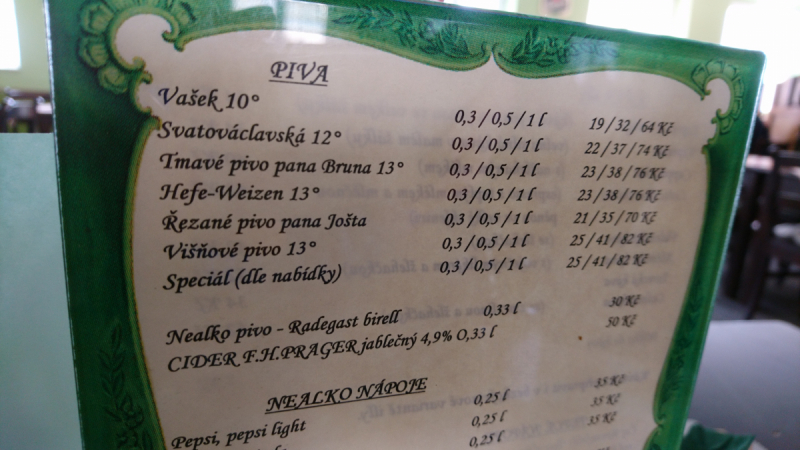 PIVA
Vašek 10° 0,3 / 0,5 / 1 l 19 / 32 / 64 Kč
Svatováclavská 12° 0,3 / 0,5 / 1 l 22 / 37 / 74 Kč
Tmavé pivo pana Bruna 13° 0,3 / 0,5 / 1 l 23 / 38 / 76 Kč
Hefe-Weizen 13° 0,3 / 0,5 / 1 l 23 / 38 / 76 Kč
Řezané pivo pana Jošta 0,3 / 0,5 / 1 l 21 / 35 / 70 Kč
Višňové pivo 13° 0,3 / 0,5 / 1 l 25 / 41 / 82 Kč
Speciál (dle nabídky) 0,3 / 0,5 / 1 l 25 / 41 / 82 Kč
Nealko pivo - Radegast birell 0,33 l 30 Kč
CIDER F.H.PRAGER jablečný 4,9% 0,33 l 50 Kč
NEALKO NÁPOJE
Pepsi, pepsi light 0,25 l 35 Kč
0,25 l 35 Kč
0,25 l 35 Kč